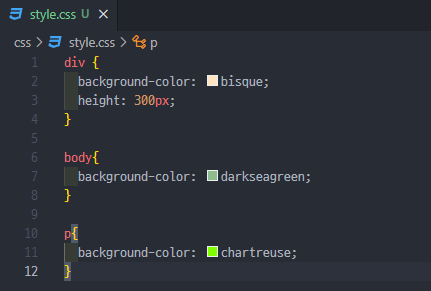 style.css U ×
css > style.css > p
1 div {
2 background-color: bisque;
3 height: 300px;
4 }
5
6 body{
7 background-color: darkseagreen;
8 }
9
10 p{
11 background-color: chartreuse;
12 }